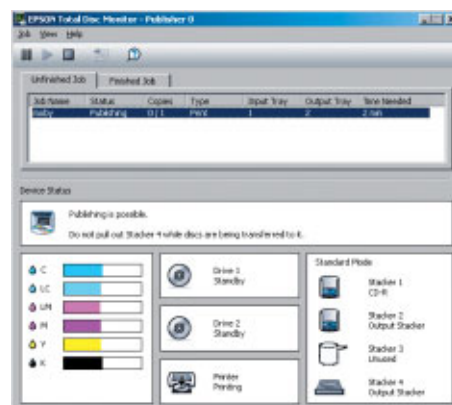 EPSON Total Disc Monitor - Publisher 0
Job View Help
Unfinished Job Finished Job
Job Name Status Copies Type Input Tray Output Tray Time Needed
Publishing 0 / 1 Print 1 2 2 min
Device Status
Publishing is possible.
Do not pull out Stacker 4 while discs are being transferred to it.
C
LC
LM
M
Y
K
Drive 1
Standby
Drive 2
Standby
Printer
Printing
Standard Mode
Stacker 1
CD-R
Stacker 2
Output Stacker
Stacker 3
Unused
Stacker 4
Output Stacker